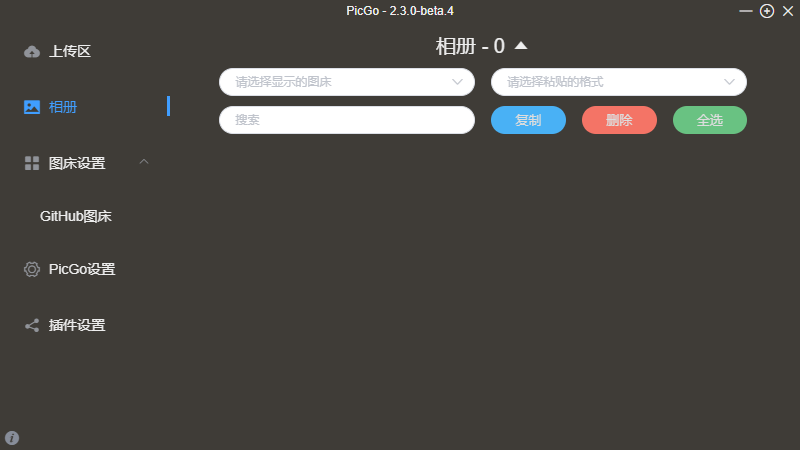 PicGo - 2.3.0-beta.4
上传区
相册
图床设置
GitHub图床
PicGo设置
插件设置
相册 - 0
请选择显示的图床
请选择粘贴的格式
搜索
复制
删除
全选